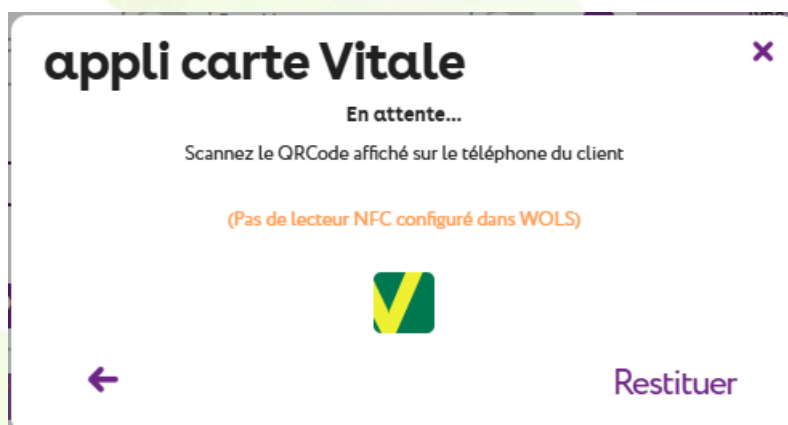 appli carte Vitale
En attente...
Scannez le QRCode affiché sur le téléphone du client
(Pas de lecteur NFC configuré dans WOLS)
Restituer